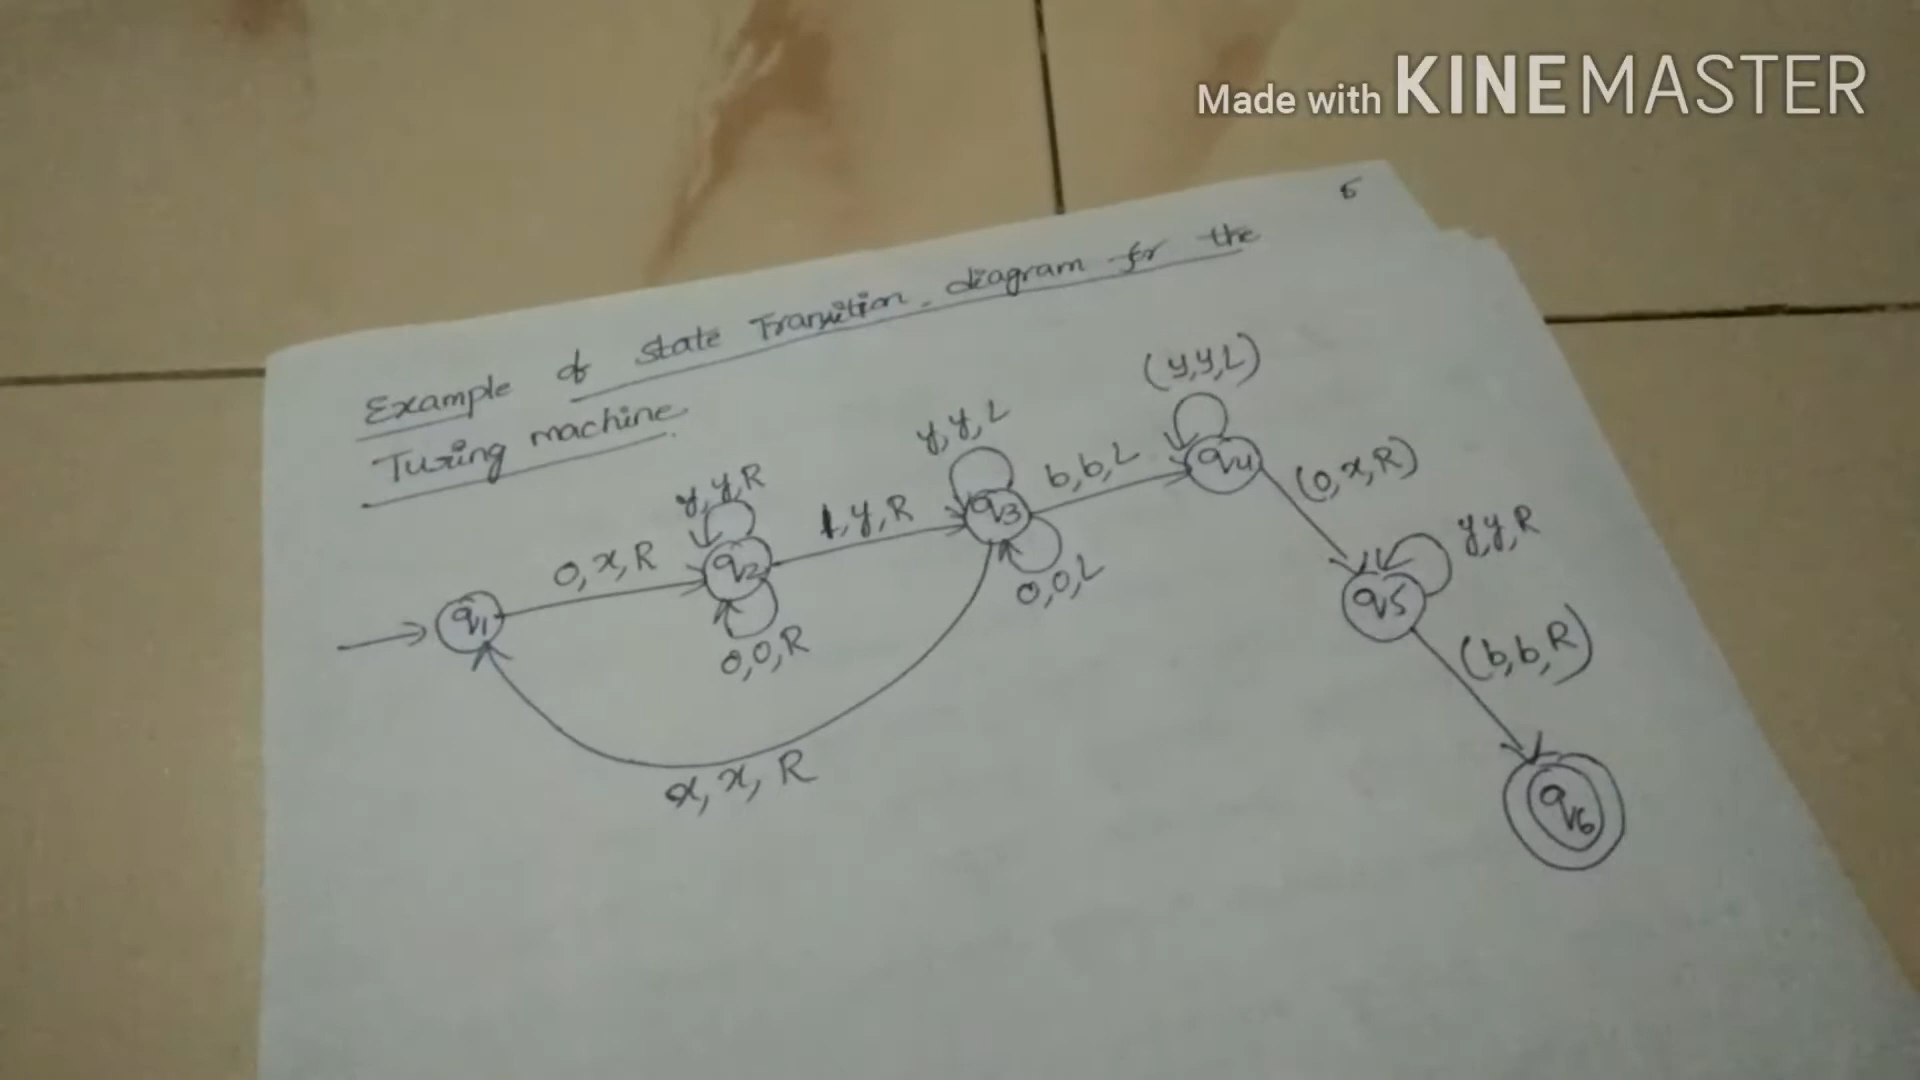 Made with KINEMASTER
5
Example of state Transition diagram for the
Turing machine
(y,y,L)
y,y,L
b,b,L
q4
(0,x,R)
y,y,R
1,y,R
q3
y,y,R
0,x,R
q2
0,0,L
q5
q1
0,0,R
(b,b,R)
x,x,R
q6